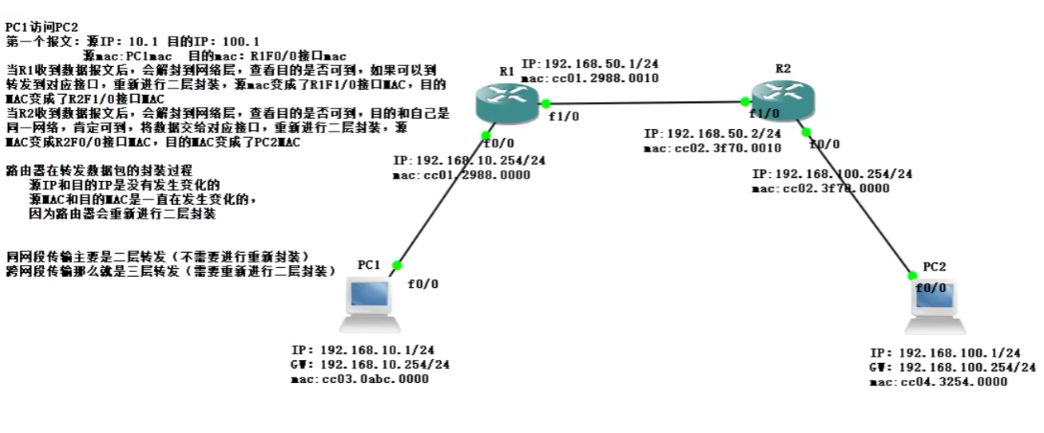 PC1访问PC2
第一个报文：源IP：10.1 目的IP：100.1
源mac:PC1mac 目的mac：R1F0/0接口mac
当R1收到数据报文后，会解封到网络层，查看目的是否可到，如果可以到
转发到对应接口，重新进行二层封装，源mac变成了R1F1/0接口MAC，目的
MAC变成了R2F1/0接口MAC
当R2收到数据报文后，会解封到网络层，查看目的是否可到，目的和自己是
同一网络，肯定可到，将数据交给对应接口，重新进行二层封装，源
MAC变成R2F0/0接口MAC，目的MAC变成了PC2MAC
路由器在转发数据包的封装过程
源IP和目的IP是没有发生变化的
源MAC和目的MAC是一直在发生变化的，
因为路由器会重新进行二层封装
同网段传输主要是二层转发（不需要进行重新封装）
跨网段传输那么就是三层转发（需要重新进行二层封装）
R1
IP:192.168.50.1/24
mac:cc01.2988.0010
f1/0
f0/0
IP:192.168.10.254/24
mac:cc01.2988.0000
R2
f1/0
IP:192.168.50.2/24
mac:cc02.3f70.0010
f0/0
IP:192.168.100.254/24
mac:cc02.3f70.0000
PC1
f0/0
IP: 192.168.10.1/24
GW: 192.168.10.254/24
mac:cc03.0abc.0000
PC2
f0/0
IP: 192.168.100.1/24
GW: 192.168.100.254/24
mac:cc04.3254.0000